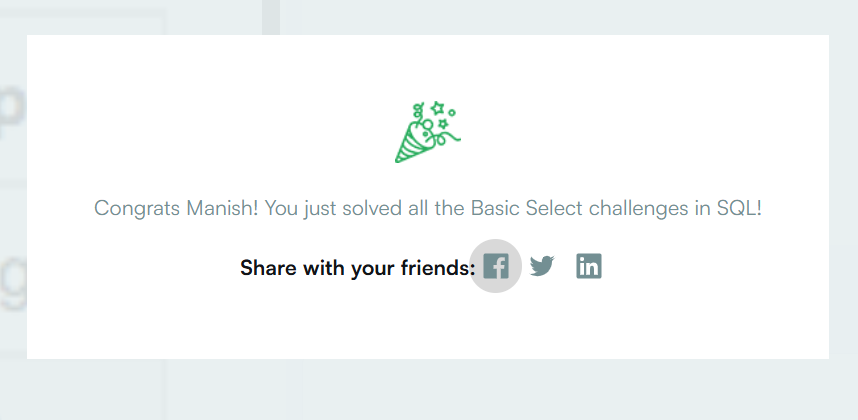 Congrats Manish! You just solved all the Basic Select challenges in SQL!
Share with your friends: